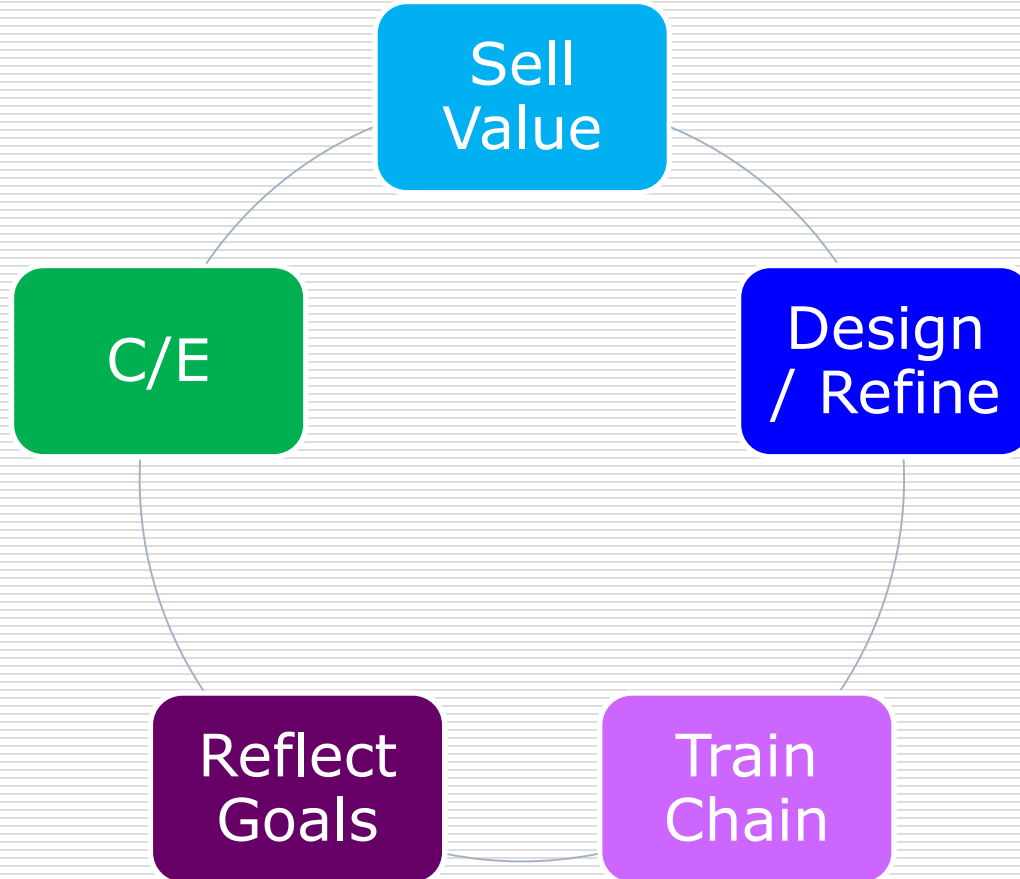 Sell
Value
Design
/ Refine
Train
Chain
Reflect
Goals
C/E